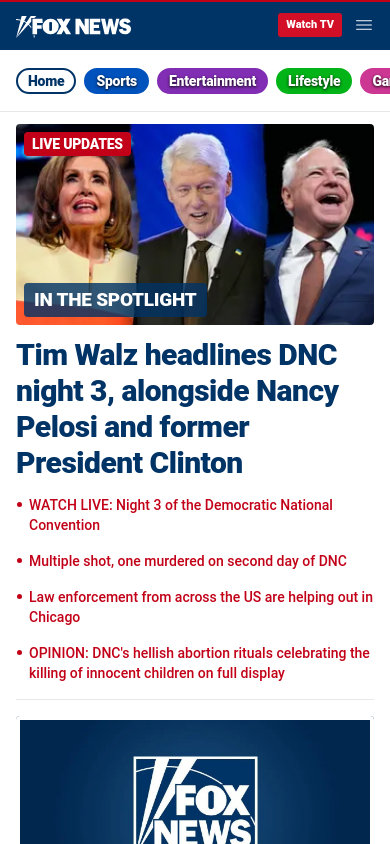 FOX NEWS
Watch TV
Home
Sports
Entertainment
Lifestyle
LIVE UPDATES
IN THE SPOTLIGHT
Tim Walz headlines DNC
night 3, alongside Nancy
Pelosi and former
President Clinton
• WATCH LIVE: Night 3 of the Democratic National
Convention
• Multiple shot, one murdered on second day of DNC
• Law enforcement from across the US are helping out in
Chicago
• OPINION: DNC's hellish abortion rituals celebrating the
killing of innocent children on full display
FOX
NEWS